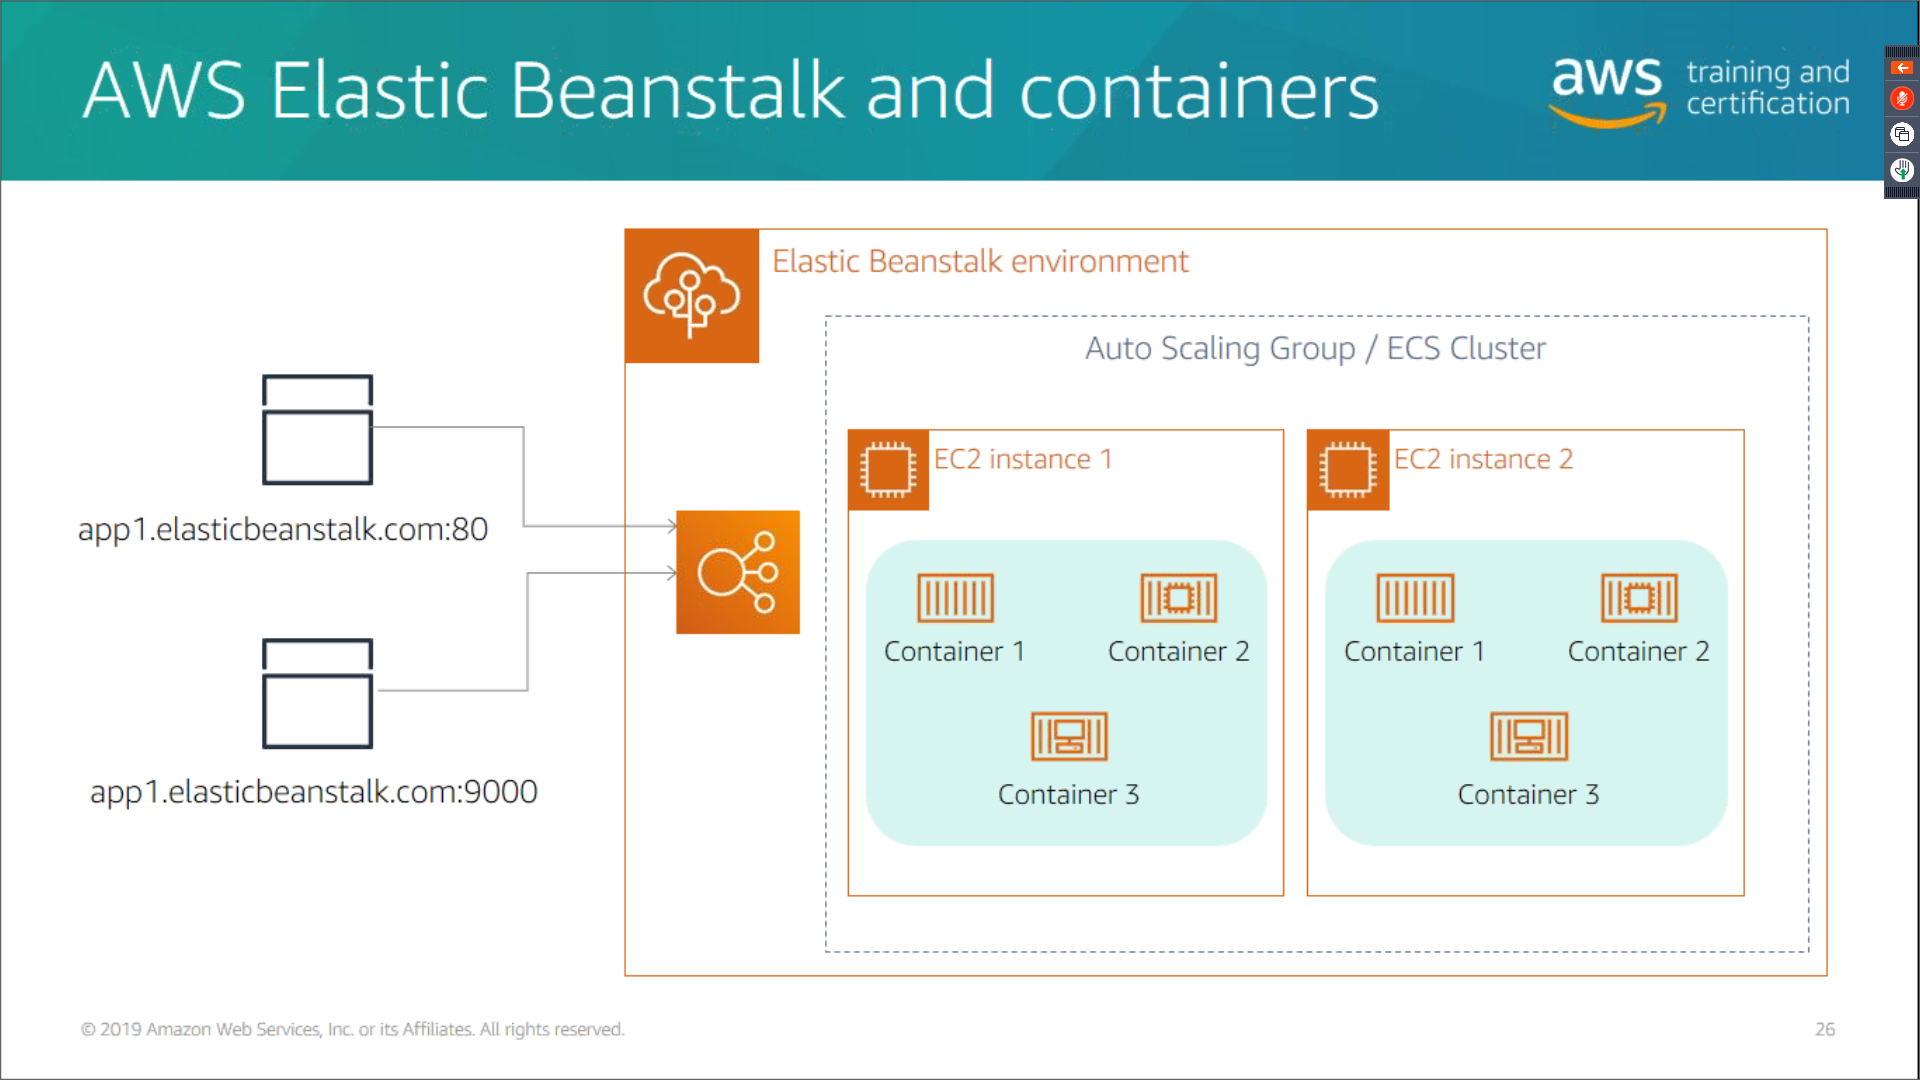 AWS Elastic Beanstalk and containers
aws training and
certification
Elastic Beanstalk environment
Auto Scaling Group / ECS Cluster
EC2 instance 1
EC2 instance 2
app1.elasticbeanstalk.com:80
Container 1
Container 2
Container 1
Container 2
app1.elasticbeanstalk.com:9000
Container 3
Container 3
© 2019 Amazon Web Services, Inc. or its Affiliates. All rights reserved.
26